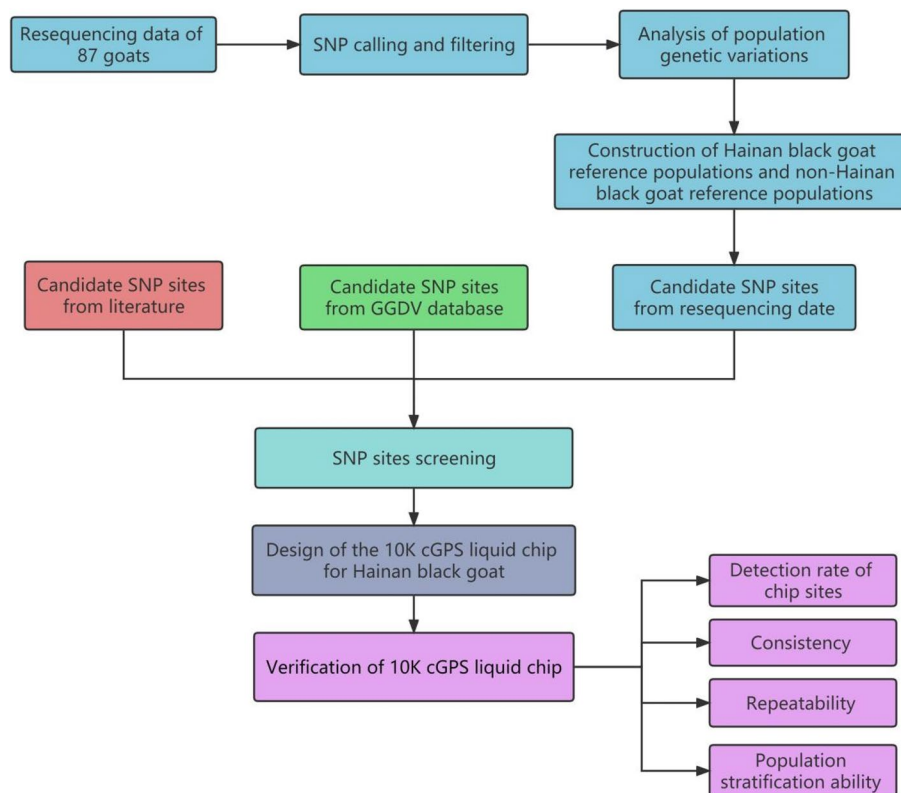 Resequencing data of
87 goats
SNP calling and filtering
Analysis of population
genetic variations
Construction of Hainan black goat
reference populations and non-Hainan
black goat reference populations
Candidate SNP sites
from literature
Candidate SNP sites
from GGDV database
Candidate SNP sites
from resequencing date
SNP sites screening
Design of the 10K cGPS liquid chip
for Hainan black goat
Verification of 10K cGPS liquid chip
Detection rate of
chip sites
Consistency
Repeatability
Population
stratification ability